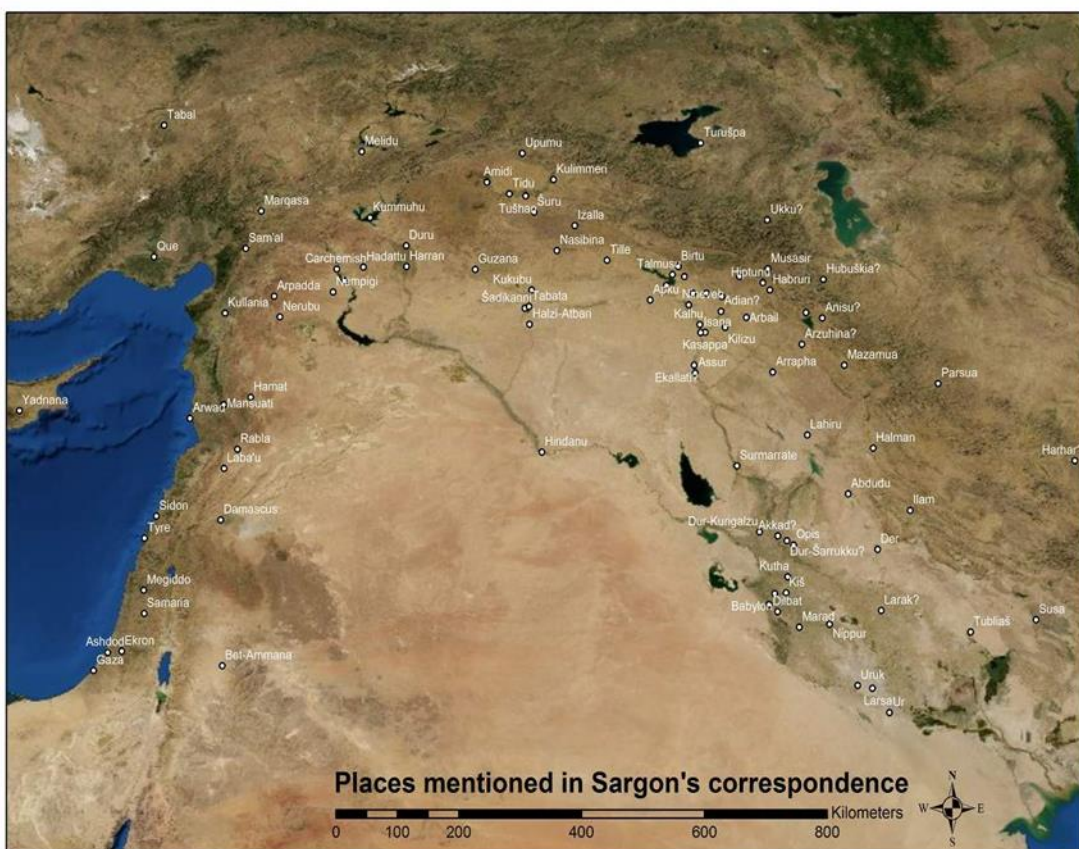 Tabal
Melidu
Upumu
Turušpa
Kulimmeri
Amidi
Tidu
Šuru
Tušhan
Marqasa
Kummuhu
Izalla
Ukku?
Que
Sam'al
Duru
Nasibina
Tille
Birtu
Talmusu
Musasir
Carchemish
Hadattu
Harran
Guzana
Hiptunu
Habruri
Hubuškia?
Numpigi
Kukubu
Apku
Nineveh
Adian?
Arpadda
Šadikanni
Tabata
Kullania
Nerubu
Halzi-Atbari
Kalhu
Isana
Arbail
Anisu?
Kilizu
Kasappa
Arzuhina?
Assur
Arrapha
Mazamua
Ekallati?
Parsua
Yadnana
Hamat
Arwad
Mansuati
Rabla
Laba'u
Hindanu
Lahiru
Halman
Harhar
Surmarrate
Abdudu
Ilam
Sidon
Damascus
Tyre
Dur-Kurigalzu
Akkad?
Opis
Dur-Šarrukku?
Der
Kutha
Kiš
Megiddo
Samaria
Babylon
Dilbat
Marad
Nippur
Larak?
Tubliaš
Susa
Ashdod
Ekron
Gaza
Bet-Ammana
Uruk
Larsa
Ur
Places mentioned in Sargon's correspondence
Kilometers
0 50 100 200 400 600 800
N
W E
S